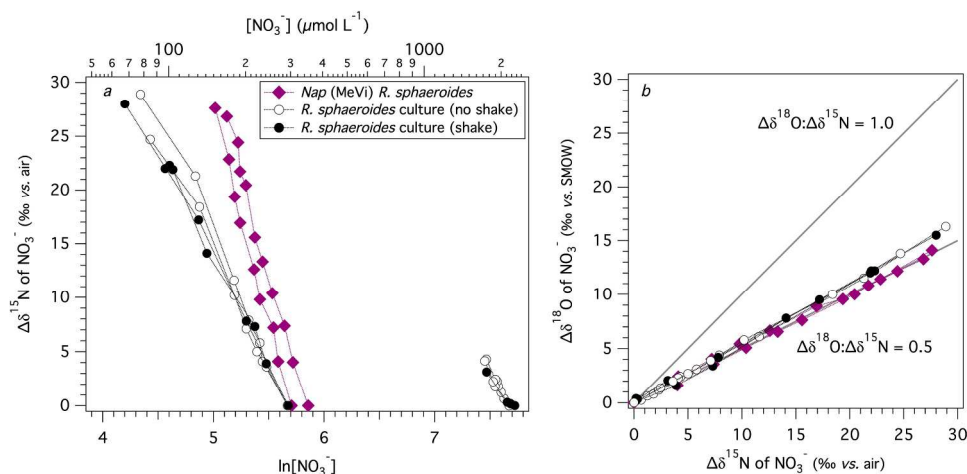 [NO₃⁻] (µmol L⁻¹)
5 6 7 8 9 100 2 3 4 5 6 7 8 9 1000 2
a
Nap (MeVi) R. sphaeroides
R. sphaeroides culture (no shake)
R. sphaeroides culture (shake)
30
25
20
15
10
5
0
Δδ¹⁵N of NO₃⁻ (‰ vs. air)
4 5 6 7
ln[NO₃⁻]
b
Δδ¹⁸O:Δδ¹⁵N = 1.0
Δδ¹⁸O:Δδ¹⁵N = 0.5
30
25
20
15
10
5
0
Δδ¹⁸O of NO₃⁻ (‰ vs. SMOW)
0 5 10 15 20 25 30
Δδ¹⁵N of NO₃⁻ (‰ vs. air)